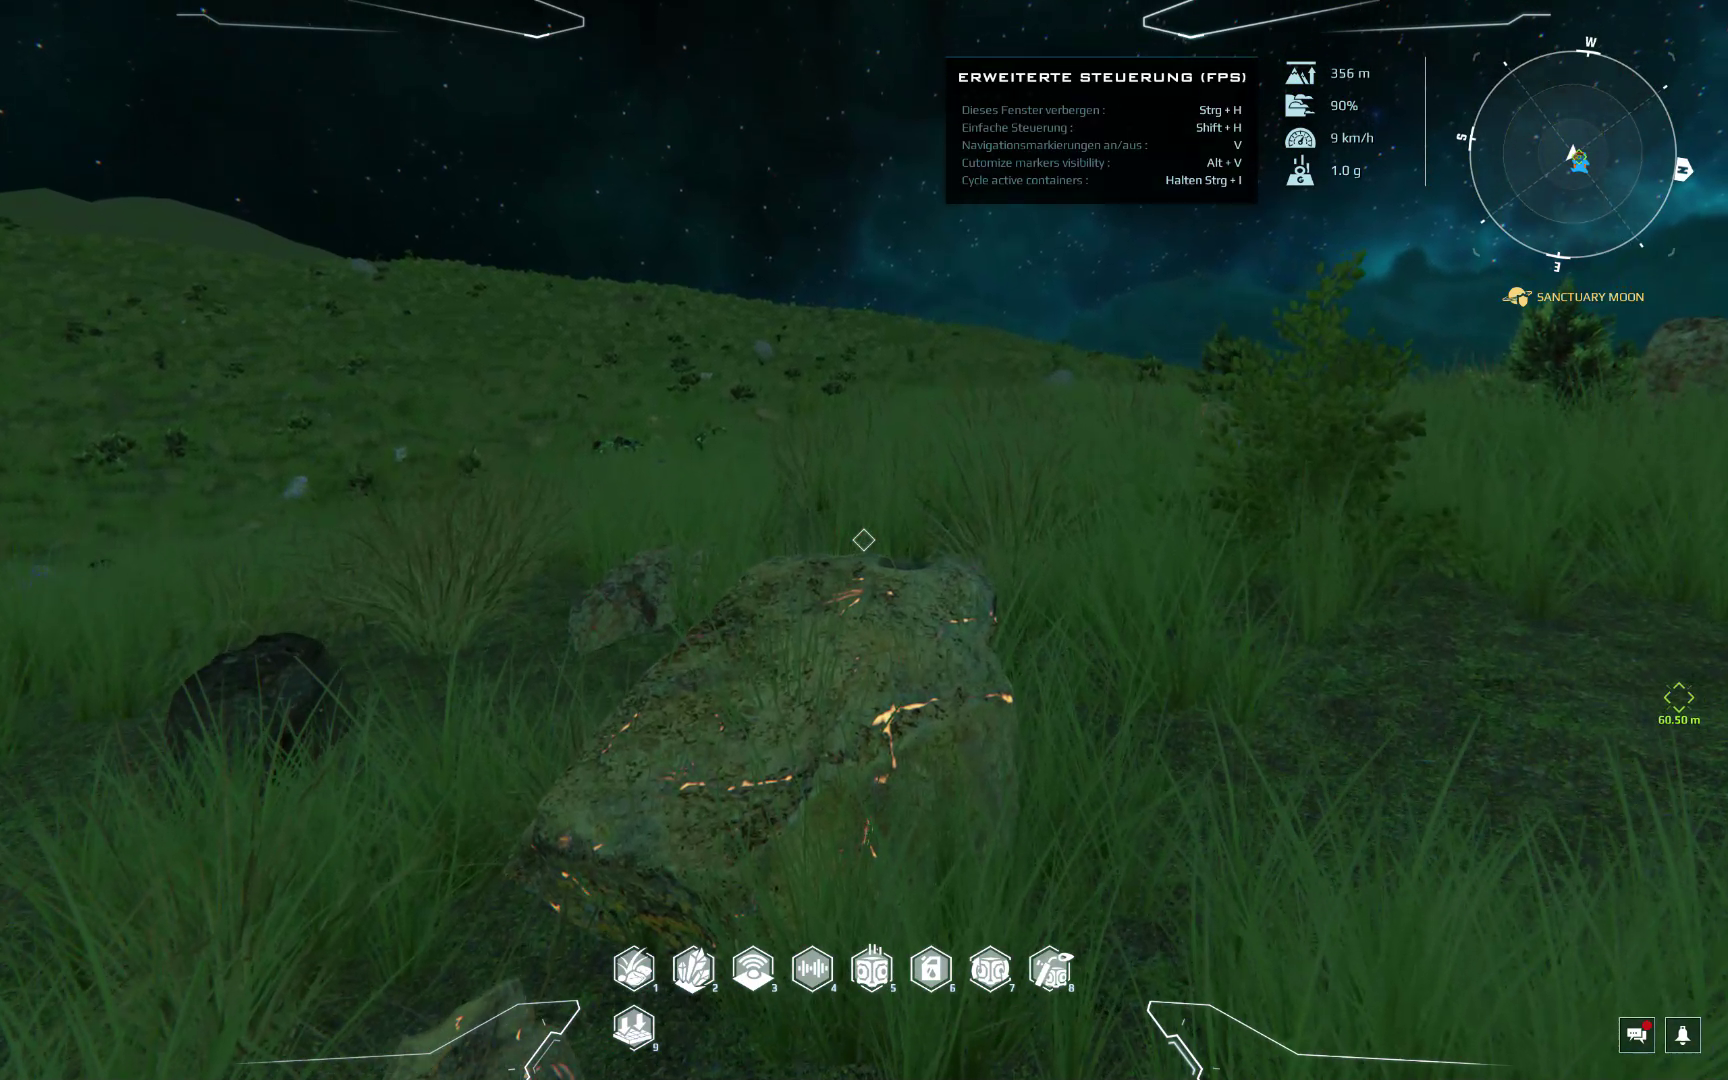 W
ERWEITERTE STEUERUNG (FPS)
Dieses Fenster verbergen : Strg + H
Einfache Steuerung : Shift + H
Navigationsmarkierungen an/aus : V
Cutomize markers visibility : Alt + V
Cycle active containers : Halten Strg + I
356 m
90%
9 km/h
1.0 g
G
S
N
E
SANCTUARY MOON
60.50 m
1
2
3
4
5
6
7
8
9